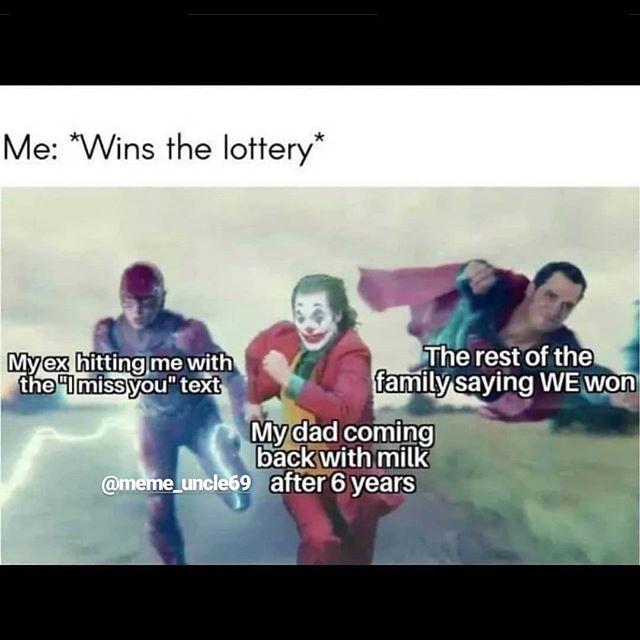 Me: *Wins the lottery*
My ex hitting me with
the "I miss you" text
The rest of the
family saying WE won
My dad coming
back with milk
after 6 years
@meme_uncle69